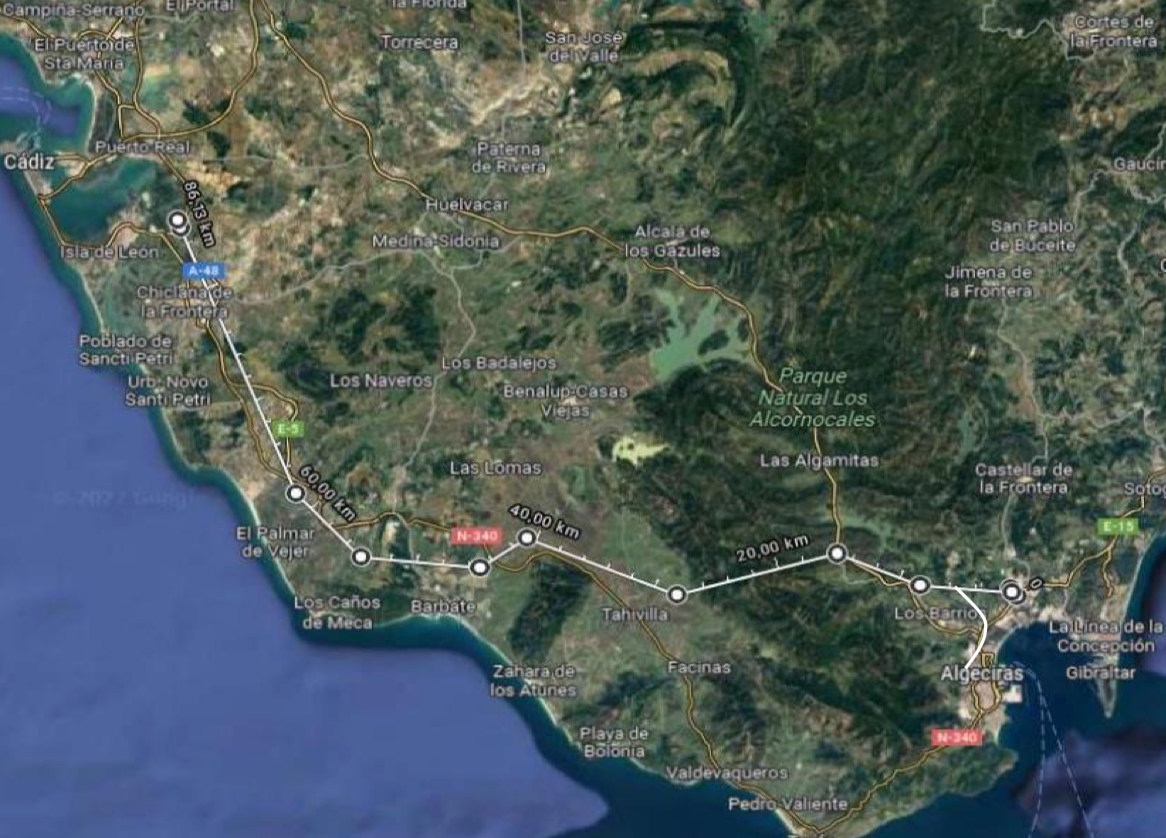 Campiña-Serrano
El Portal
la Florida
Cortes de
la Frontera
El Puerto de
Sta María
Torrecera
San José
del Valle
Cádiz
Puerto Real
Paterna
de Rivera
86,13 km
Huelvacar
Isla de León
Medina-Sidonia
Alcalá de
los Gazules
San Pablo
de Buceite
A-48
Jimena de
la Frontera
Chiclana de
la Frontera
Poblado de
Sancti Petri
Los Badalejos
Urb. Novo
Santi Petri
Los Naveros
Benalup-Casas
Viejas
Parque
Natural Los
Alcornocales
E-5
Las Lomas
Las Algamitas
Castellar de
la Frontera
60,00 km
El Palmar
de Vejer
N-340
40,00 km
20,00 km
E-15
0
Los Caños
de Meca
Barbate
Tahivilla
Los Barrio
La Línea de la
Concepción
Zahara de
los Atunes
Facinas
Algeciras
Gibraltar
Playa de
Bolonia
N-340
Valdevaqueros
Pedro-Valiente